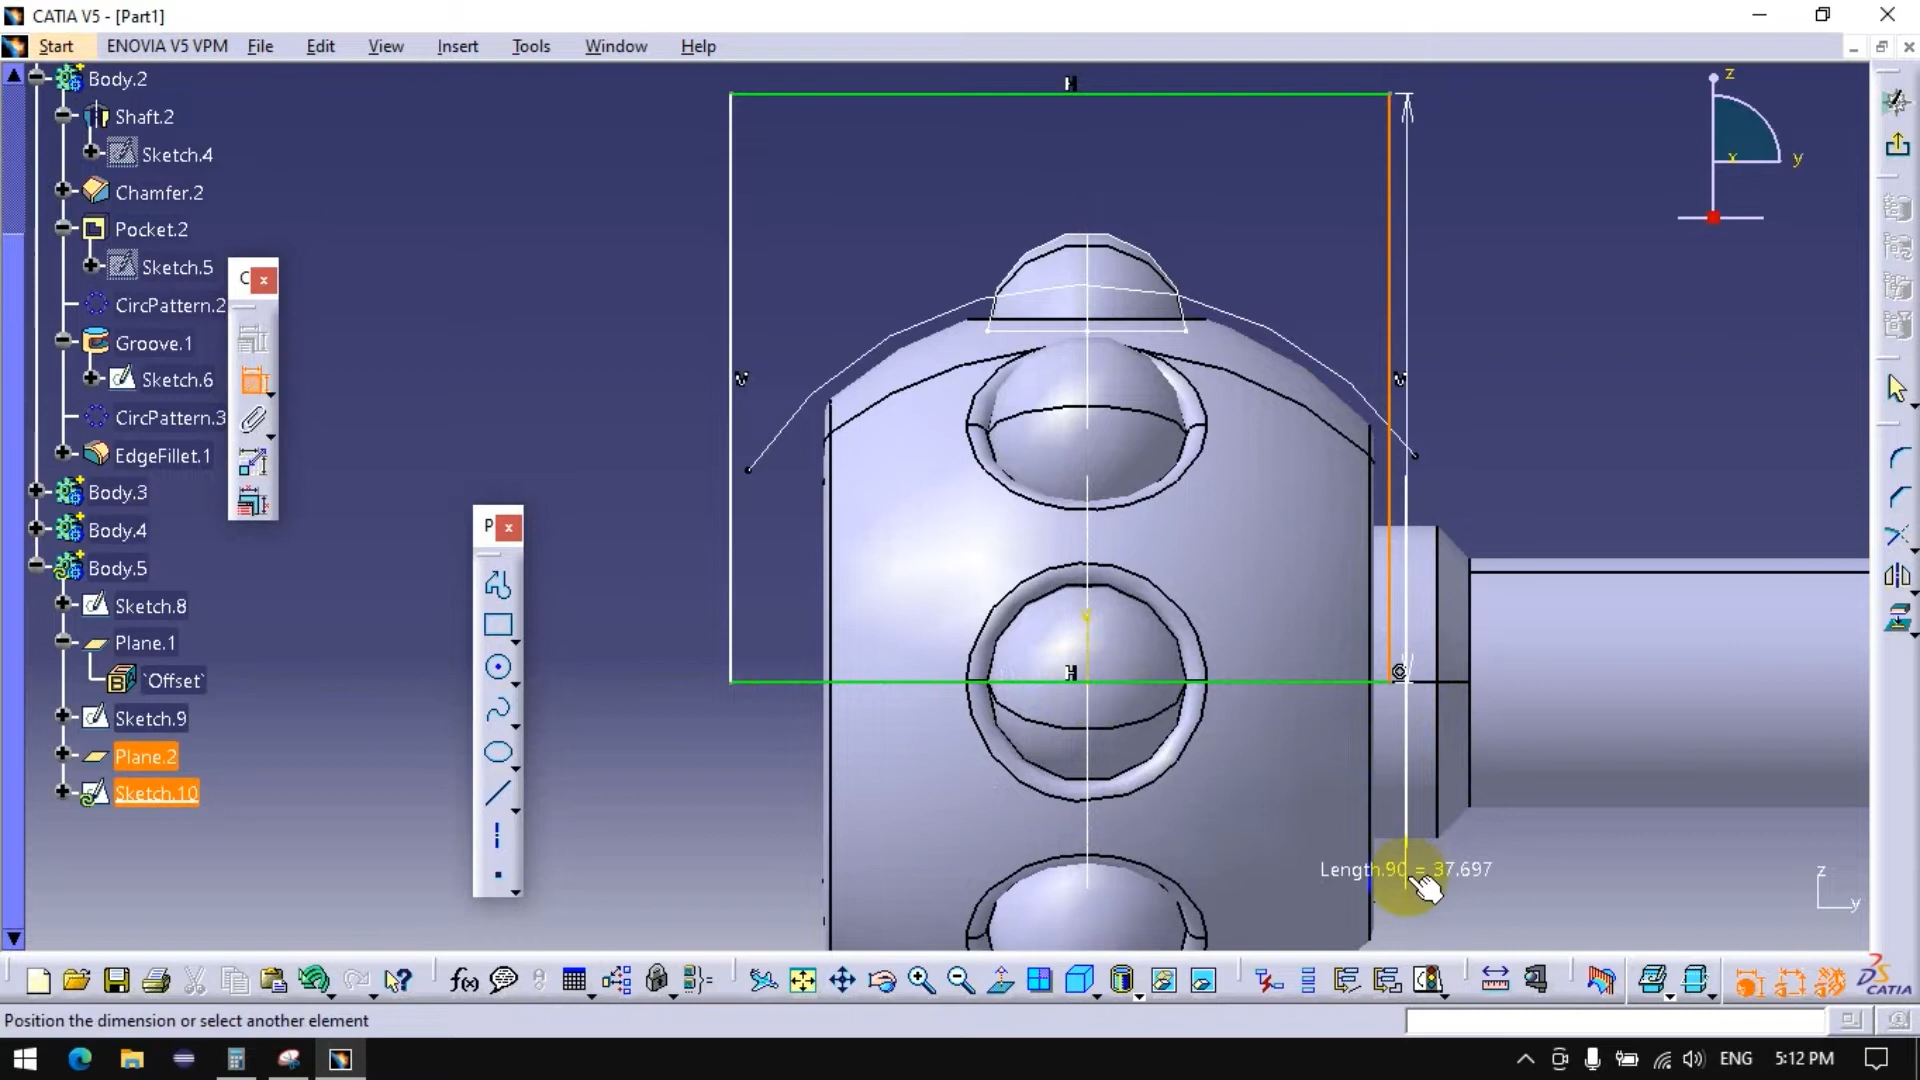 CATIA V5 - [Part1]
Start ENOVIA V5 VPM File Edit View Insert Tools Window Help
Body.2
Shaft.2
Sketch.4
Chamfer.2
Pocket.2
Sketch.5
CircPattern.2
Groove.1
Sketch.6
CircPattern.3
EdgeFillet.1
Body.3
Body.4
Body.5
Sketch.8
Plane.1
`Offset`
Sketch.9
Plane.2
Sketch.10
C x
P x
H
V
V
H
Length.90 = 37.697
z
x
y
z
y
f(x)
CATIA
Position the dimension or select another element
ENG 5:12 PM